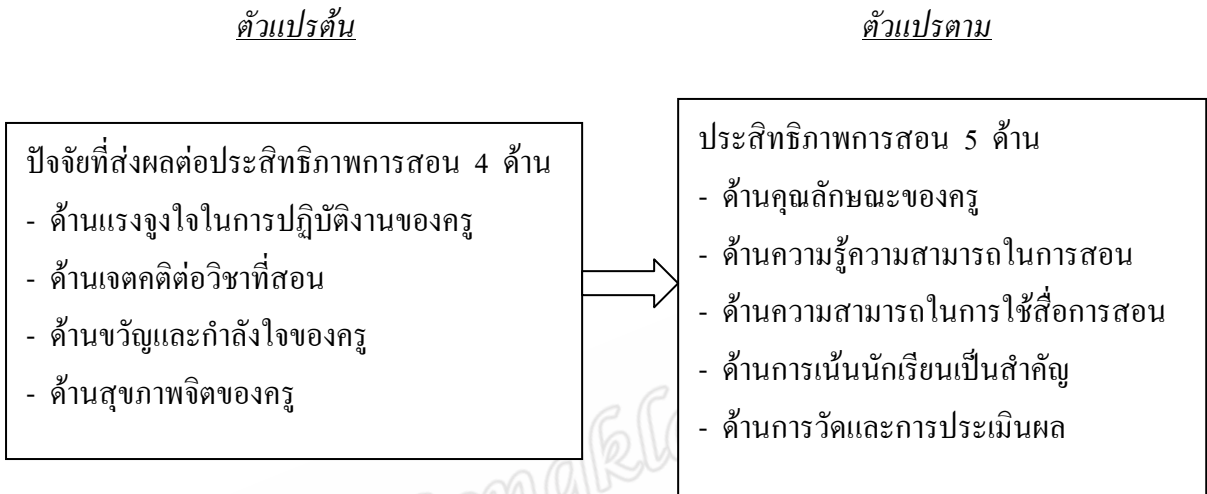 ตัวแปรต้น
ตัวแปรตาม
ปัจจัยที่ส่งผลต่อประสิทธิภาพการสอน 4 ด้าน
- ด้านแรงจูงใจในการปฏิบัติงานของครู
- ด้านเจตคติต่อวิชาที่สอน
- ด้านขวัญและกำลังใจของครู
- ด้านสุขภาพจิตของครู
ประสิทธิภาพการสอน 5 ด้าน
- ด้านคุณลักษณะของครู
- ด้านความรู้ความสามารถในการสอน
- ด้านความสามารถในการใช้สื่อการสอน
- ด้านการเน้นนักเรียนเป็นสำคัญ
- ด้านการวัดและการประเมินผล